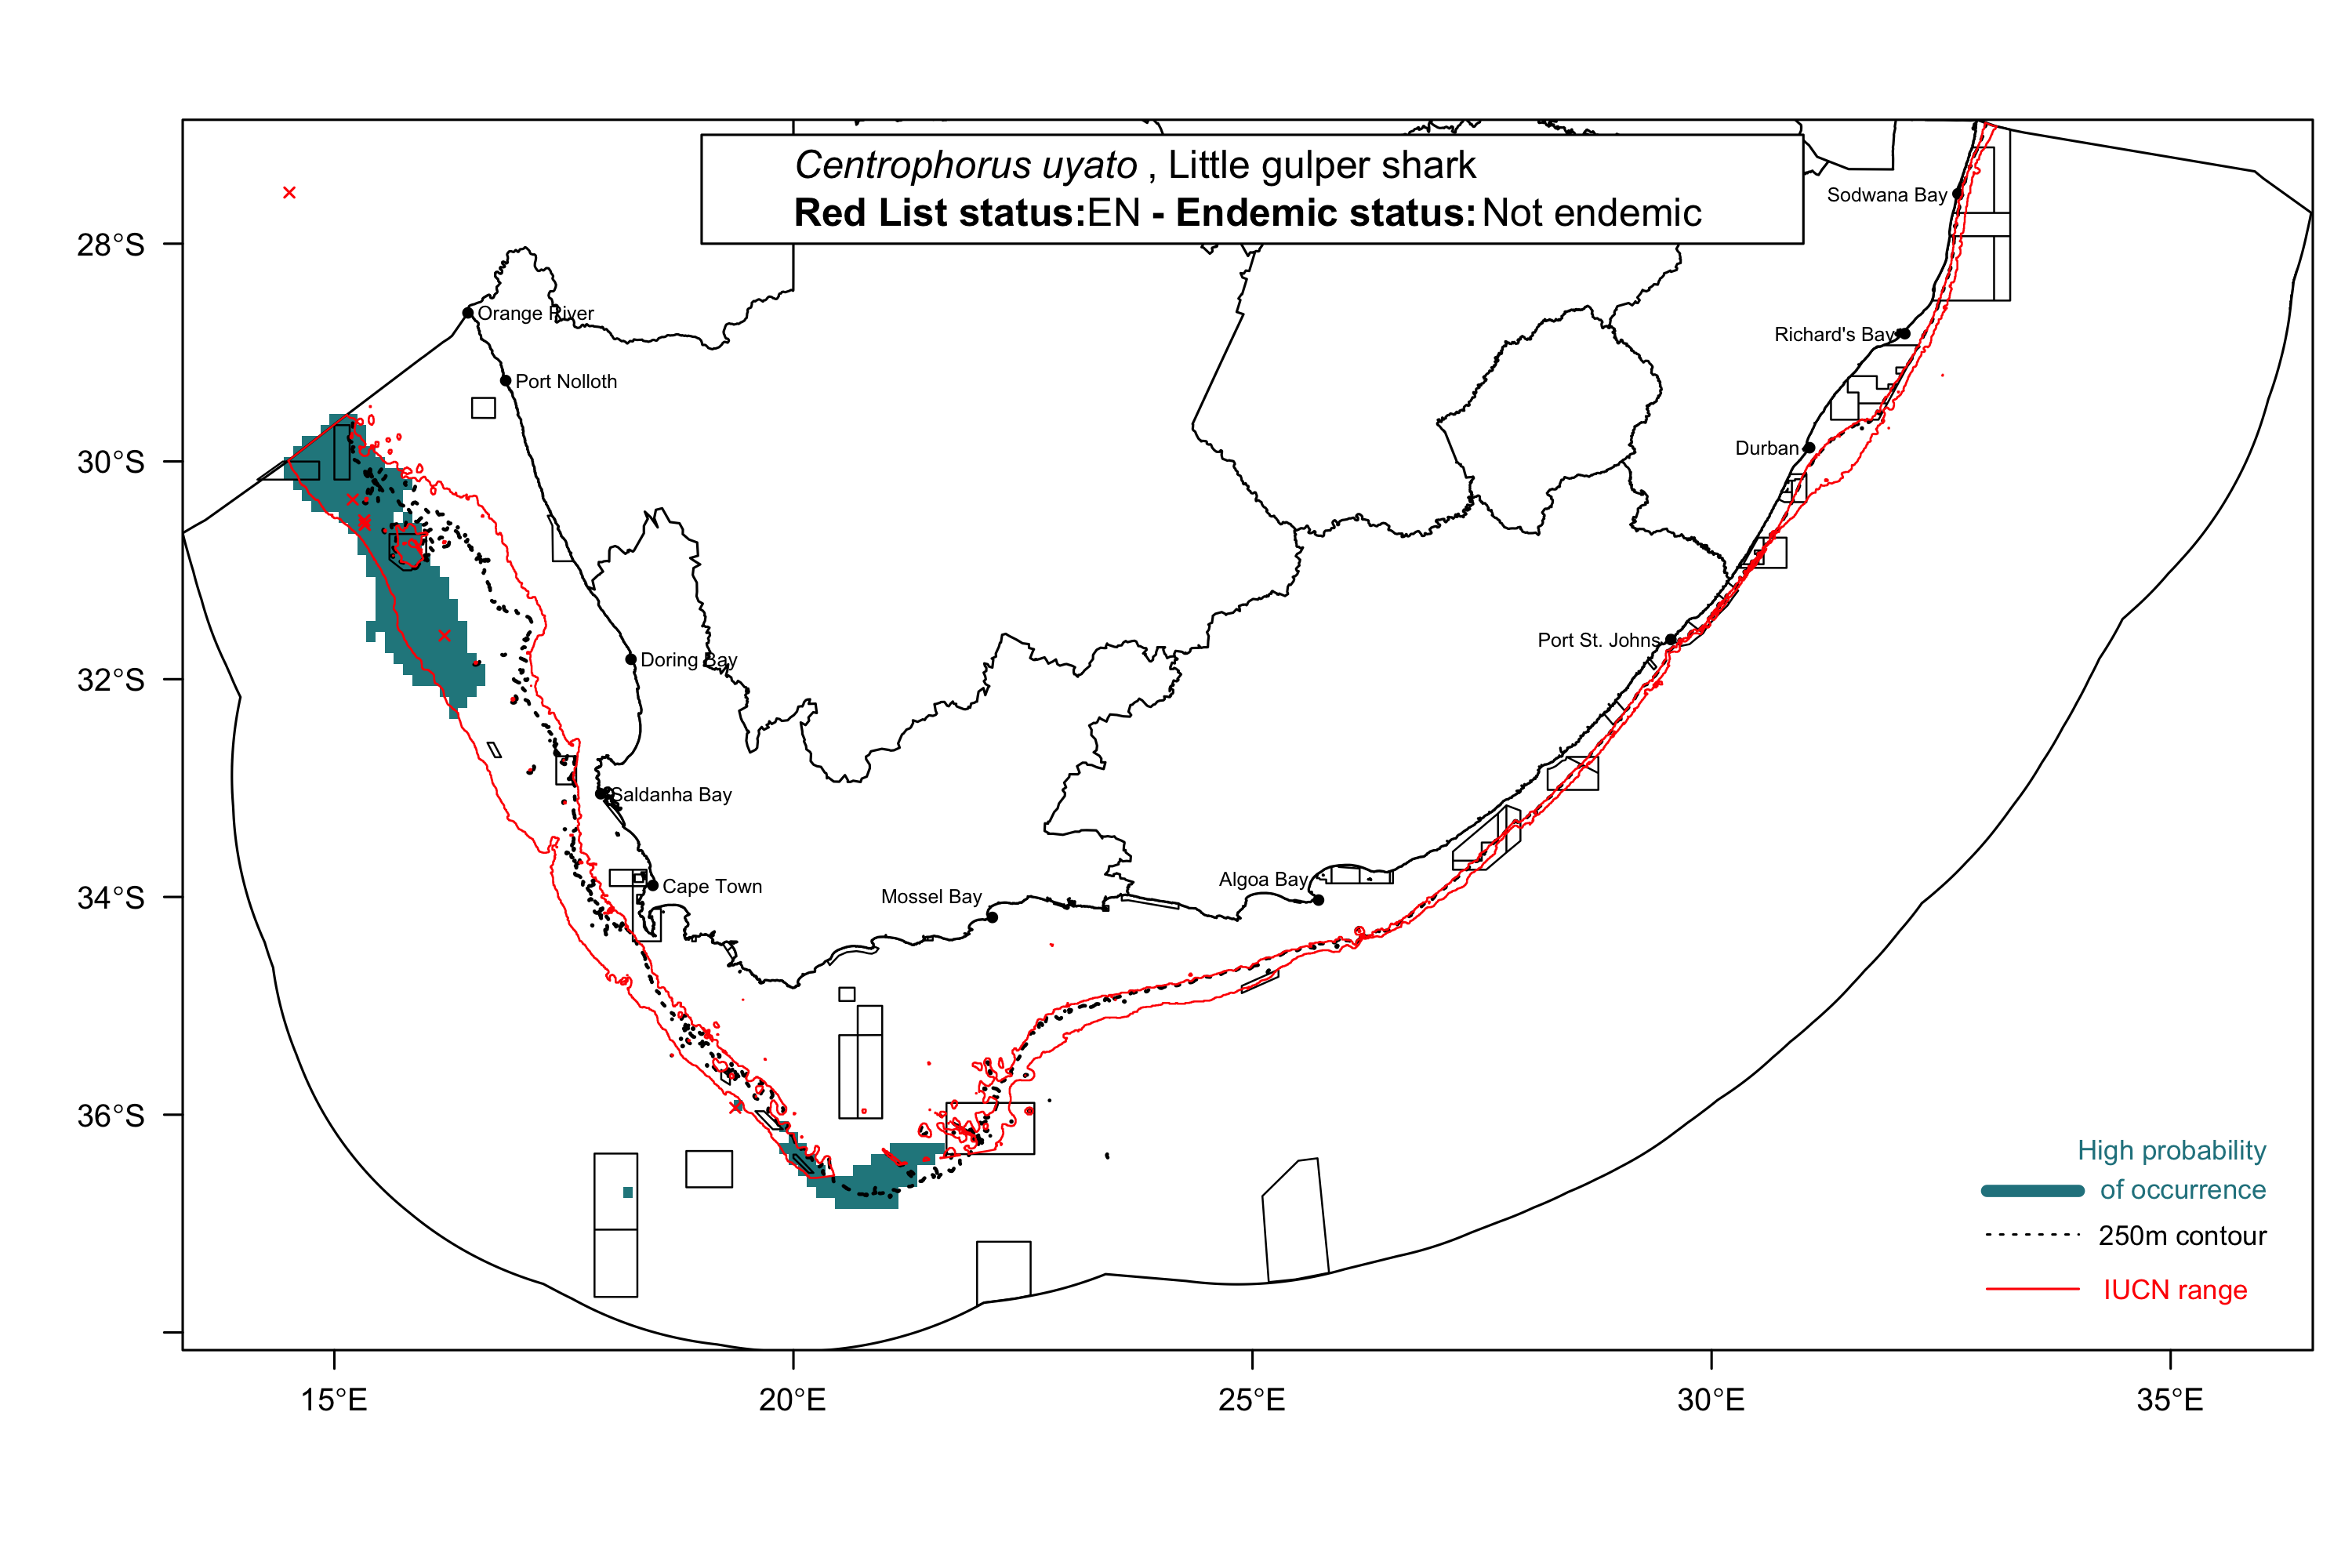 Centrophorus uyato , Little gulper shark
Red List status:EN - Endemic status: Not endemic
Sodwana Bay
28°S
Orange River
Richard's Bay
Port Nolloth
Durban
30°S
Port St. Johns
Doring Bay
32°S
Saldanha Bay
Cape Town
Algoa Bay
Mossel Bay
34°S
36°S
High probability
of occurrence
250m contour
IUCN range
15°E
20°E
25°E
30°E
35°E